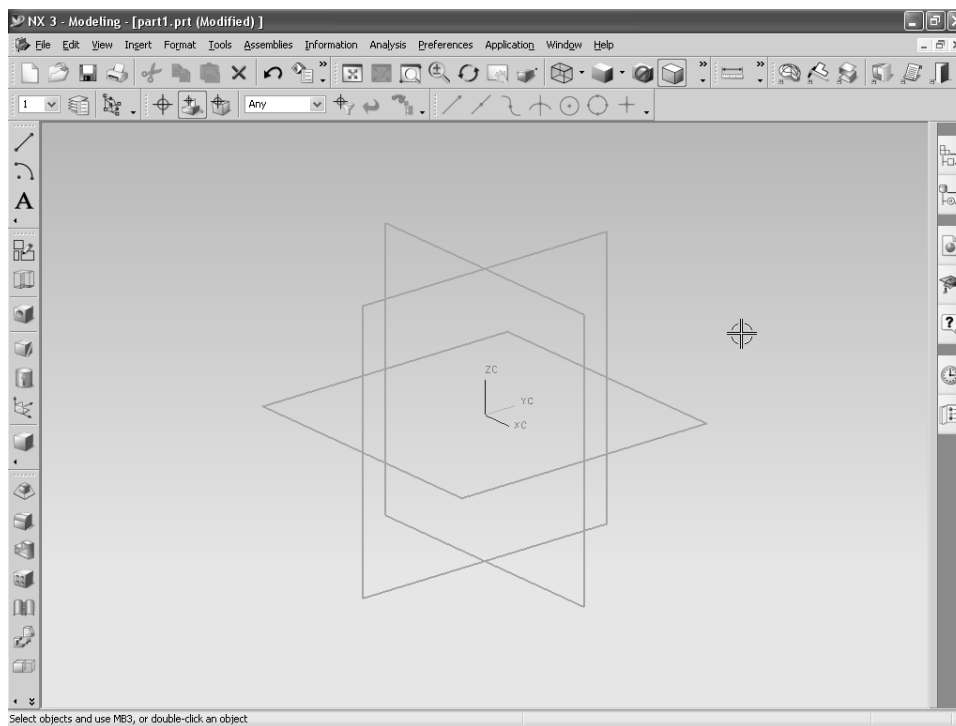 NX 3 - Modeling - [part1.prt (Modified) ]
File Edit View Insert Format Tools Assemblies Information Analysis Preferences Application Window Help
1
Any
A
ZC
YC
XC
?
Select objects and use MB3, or double-click an object